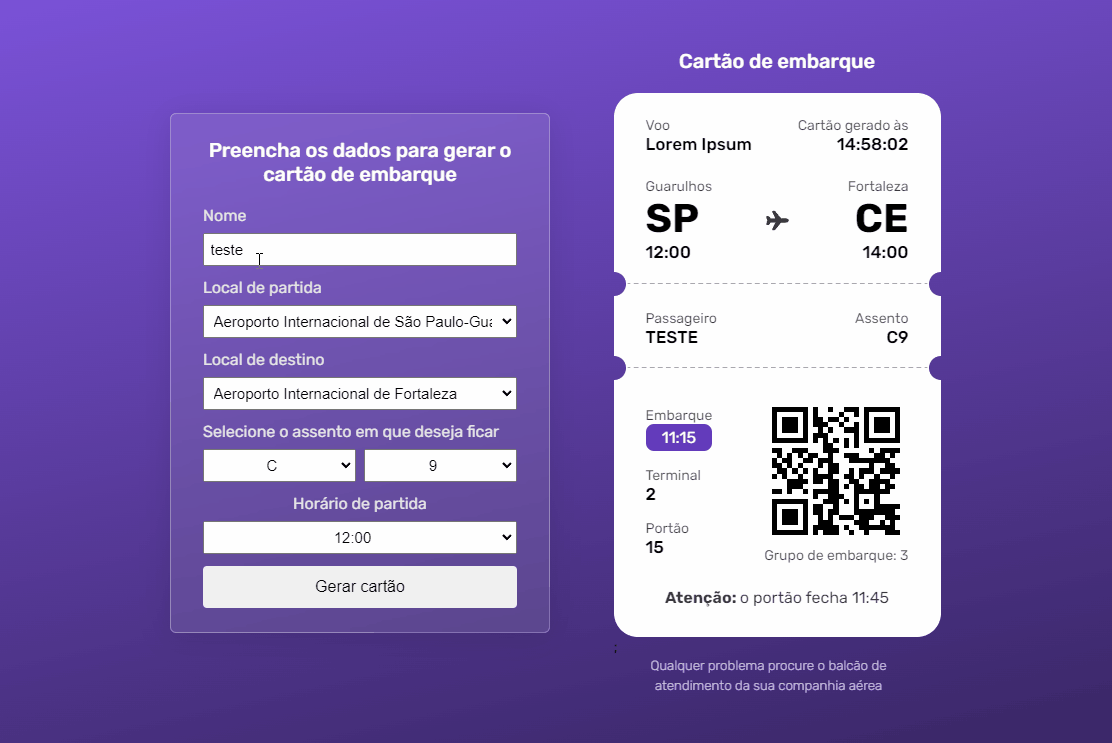 Preencha os dados para gerar o
cartão de embarque
Nome
teste
Local de partida
Aeroporto Internacional de São Paulo-Gua
Local de destino
Aeroporto Internacional de Fortaleza
Selecione o assento em que deseja ficar
C 9
Horário de partida
12:00
Gerar cartão
Cartão de embarque
Voo Cartão gerado às
Lorem Ipsum 14:58:02
Guarulhos Fortaleza
SP CE
12:00 14:00
Passageiro Assento
TESTE C9
Embarque
11:15
Terminal
2
Portão
15
Grupo de embarque: 3
Atenção: o portão fecha 11:45
;
Qualquer problema procure o balcão de
atendimento da sua companhia aérea